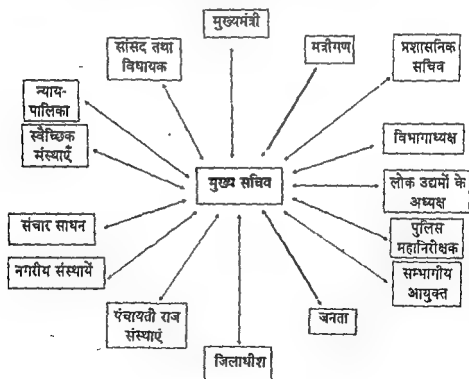 मुख्यमंत्री
सांसद तथा
विधायक
मंत्रीगण
प्रशासनिक
सचिव
न्याय-
पालिका
स्वैच्छिक
संस्थाएँ
विभागाध्यक्ष
मुख्य सचिव
लोक उद्यमों के
अध्यक्ष
संचार साधन
पुलिस
महानिरीक्षक
नगरीय संस्थायें
सम्भागीय
आयुक्त
पंचायती राज
संस्थाएं
जनता
जिलाधीश